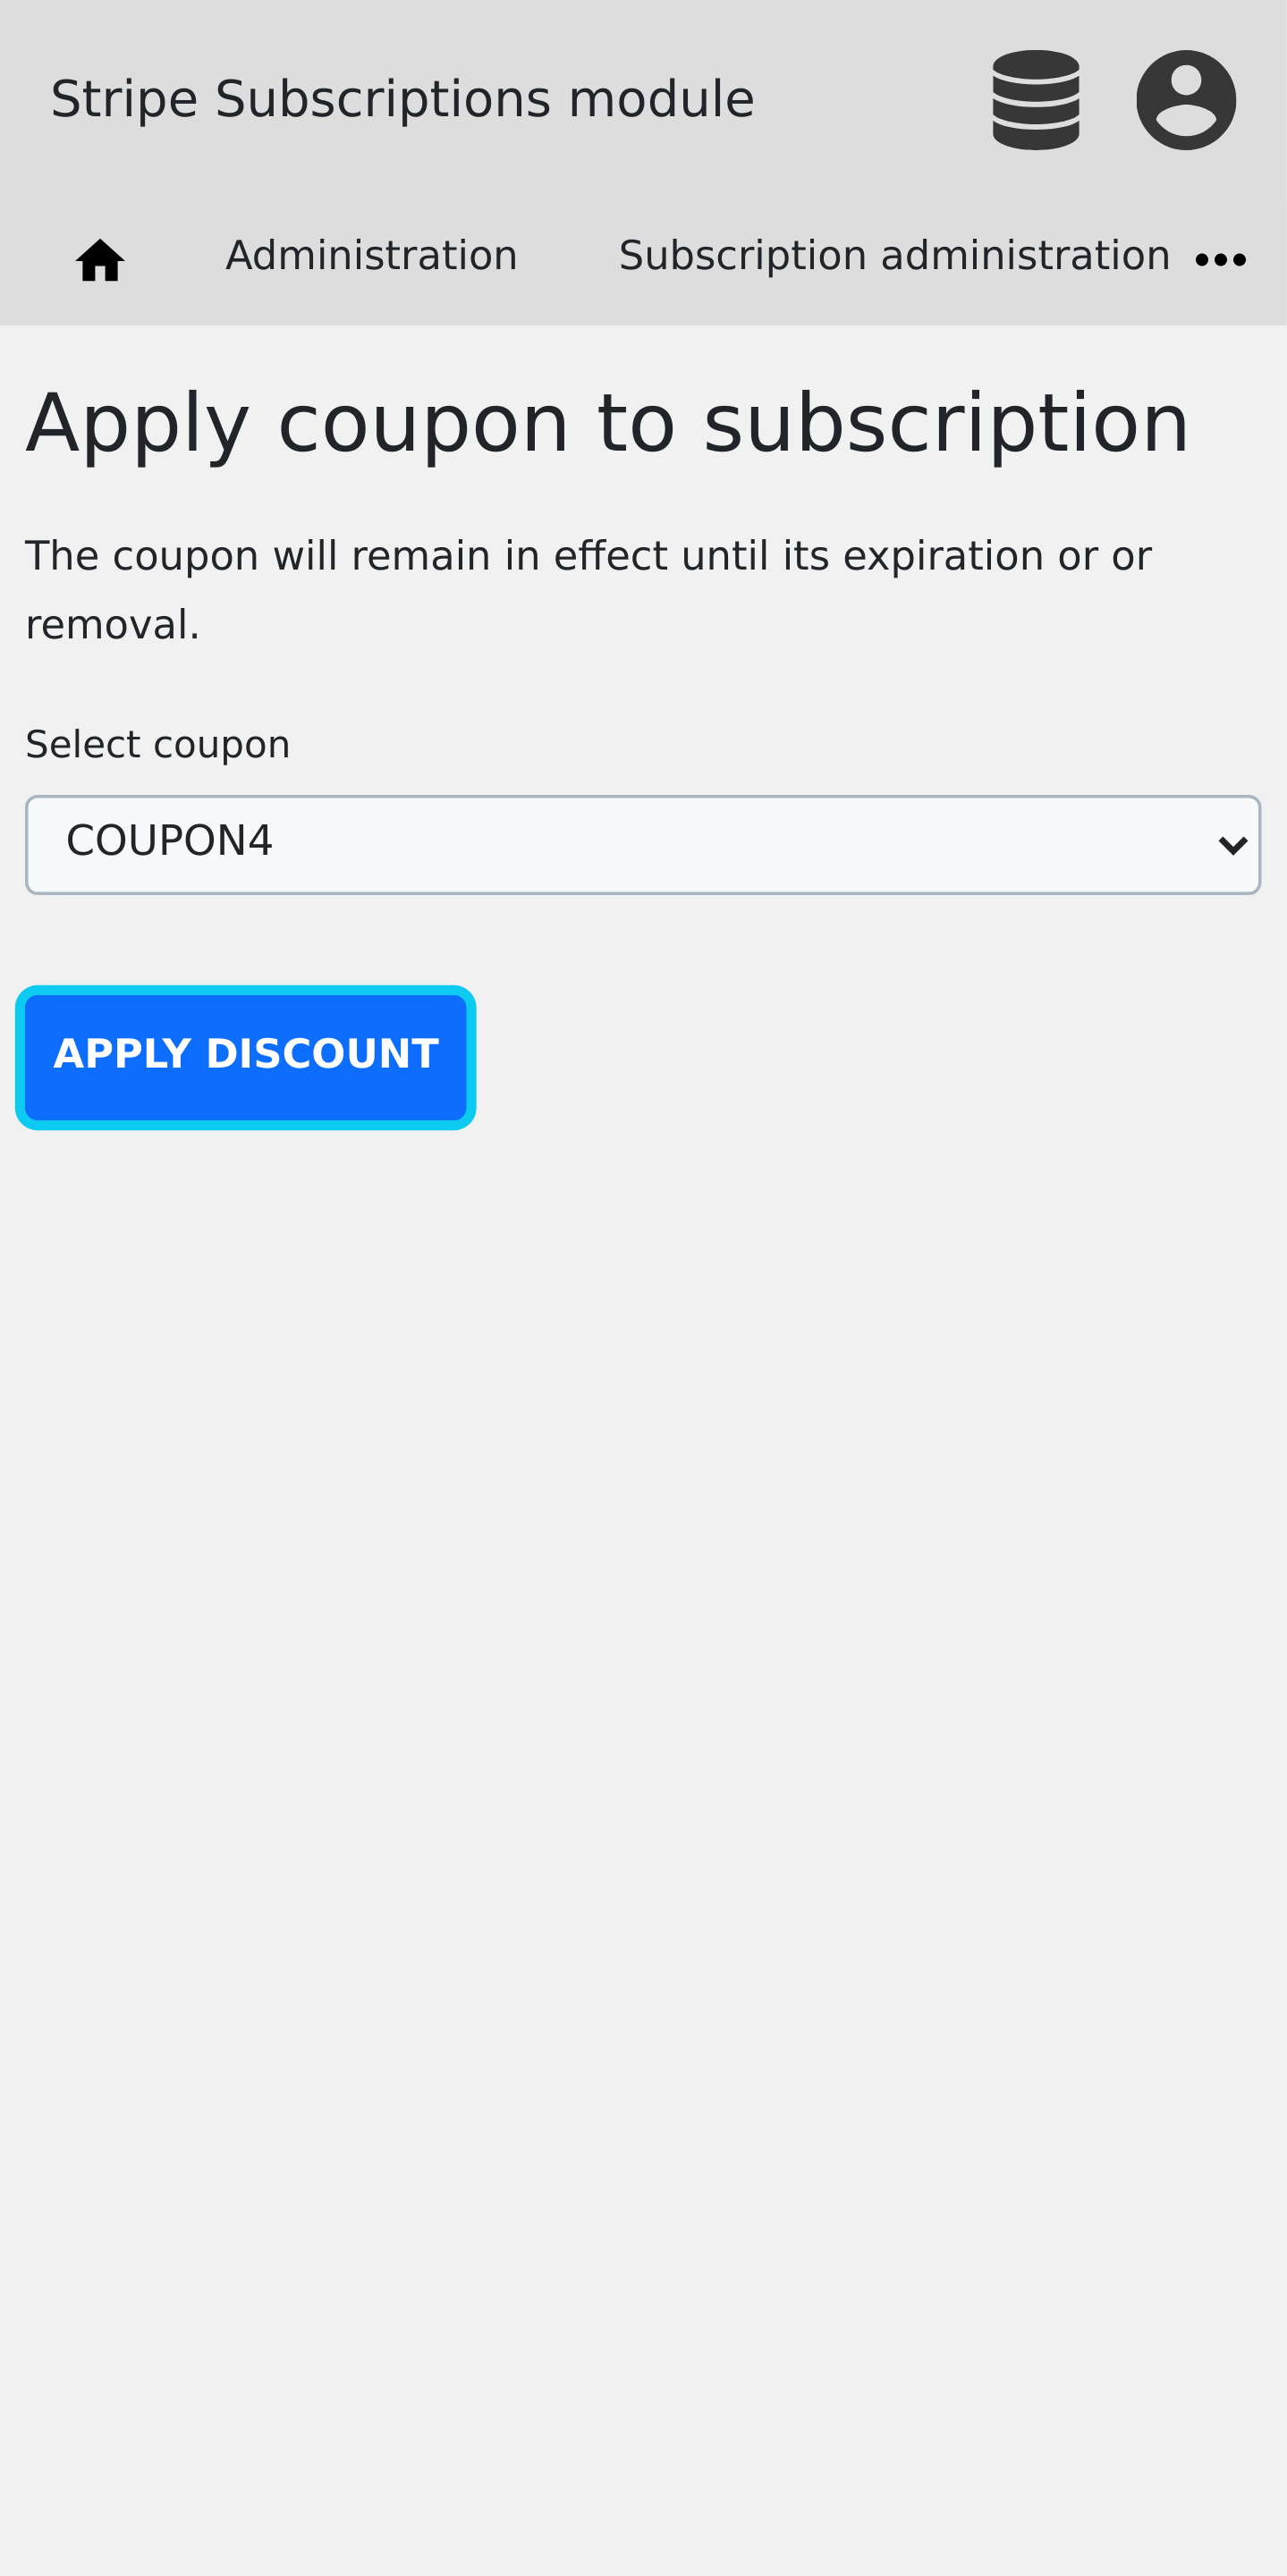 Stripe Subscriptions module
Administration Subscription administration
Apply coupon to subscription
The coupon will remain in effect until its expiration or or
removal.
Select coupon
COUPON4
APPLY DISCOUNT